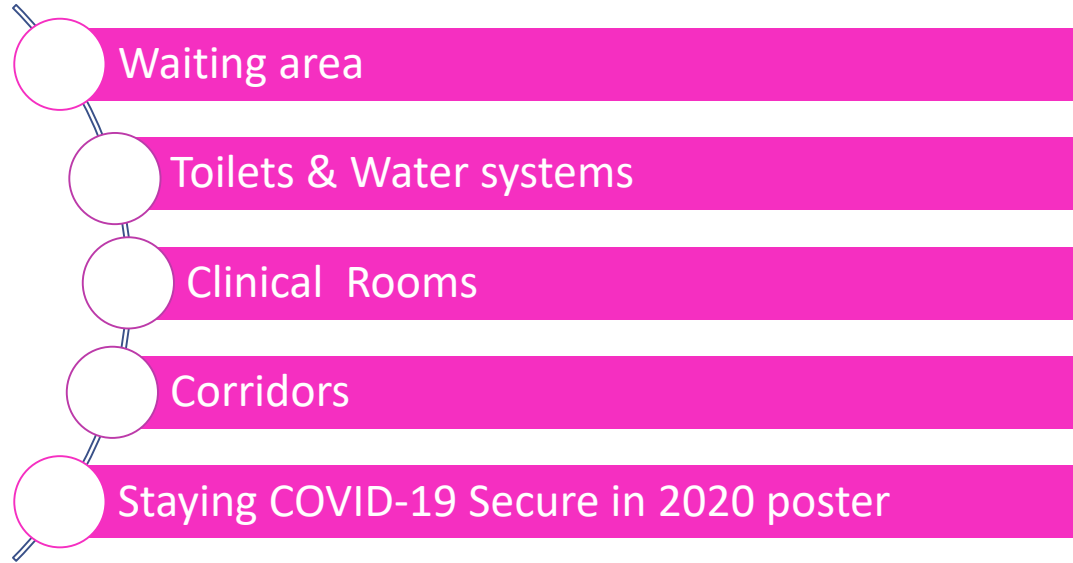 Waiting area
Toilets & Water systems
Clinical  Rooms
Corridors
Staying COVID-19 Secure in 2020 poster